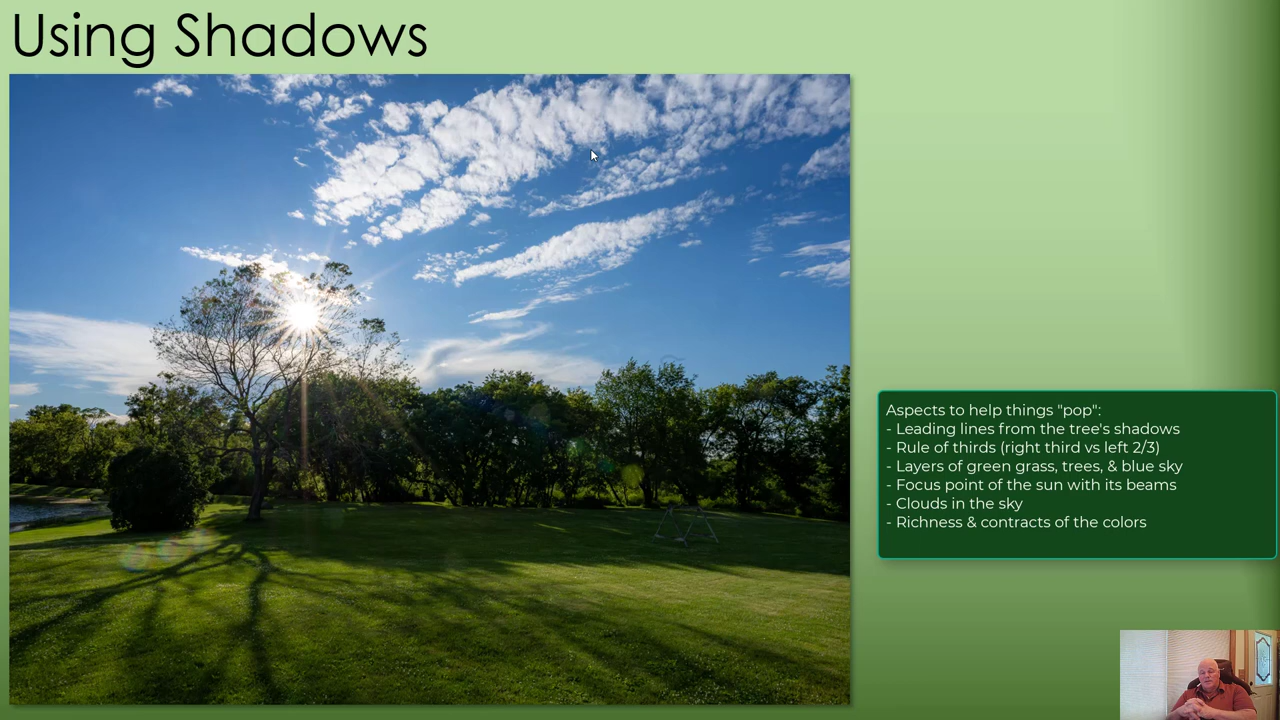 Using Shadows
Aspects to help things "pop":
- Leading lines from the tree's shadows
- Rule of thirds (right third vs left 2/3)
- Layers of green grass, trees, & blue sky
- Focus point of the sun with its beams
- Clouds in the sky
- Richness & contracts of the colors